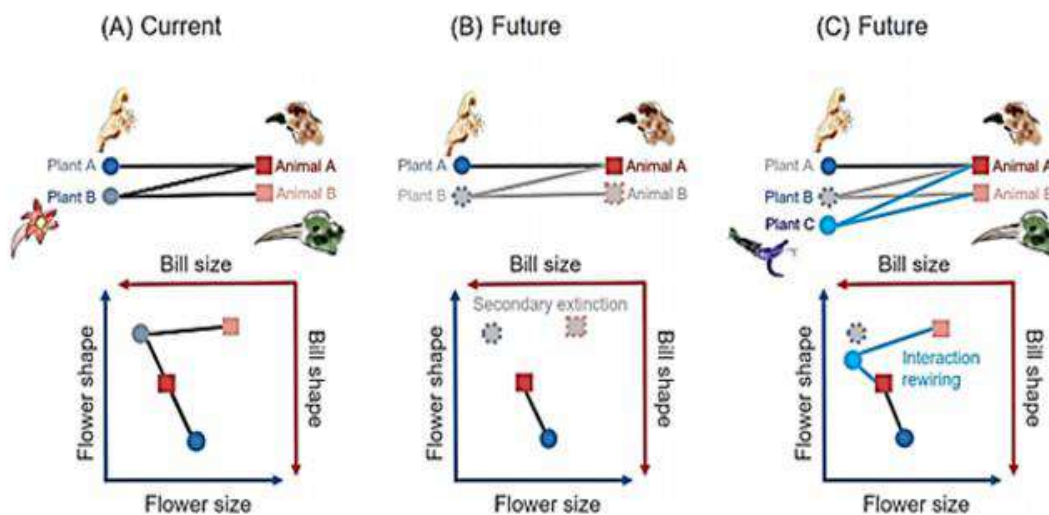 (A) Current
(B) Future
(C) Future
Plant A
Animal A
Plant B
Animal B
Plant A
Animal A
Plant B
Animal B
Plant A
Animal A
Plant B
Animal B
Plant C
Bill size
Flower shape
Bill shape
Flower size
Bill size
Secondary extinction
Flower shape
Bill shape
Flower size
Bill size
Interaction
rewiring
Flower shape
Bill shape
Flower size